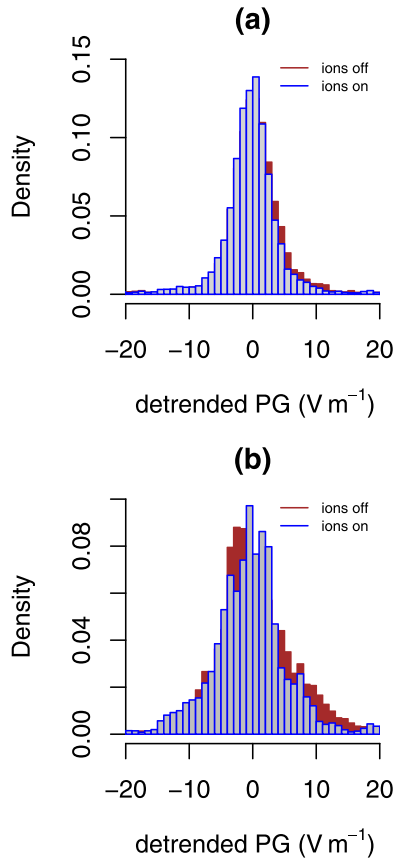 (a)
0.15
ions off
ions on
0.10
Density
0.05
0.00
−20 −10 0 10 20
detrended PG (V m⁻¹)
(b)
ions off
ions on
0.08
Density
0.04
0.00
−20 −10 0 10 20
detrended PG (V m⁻¹)